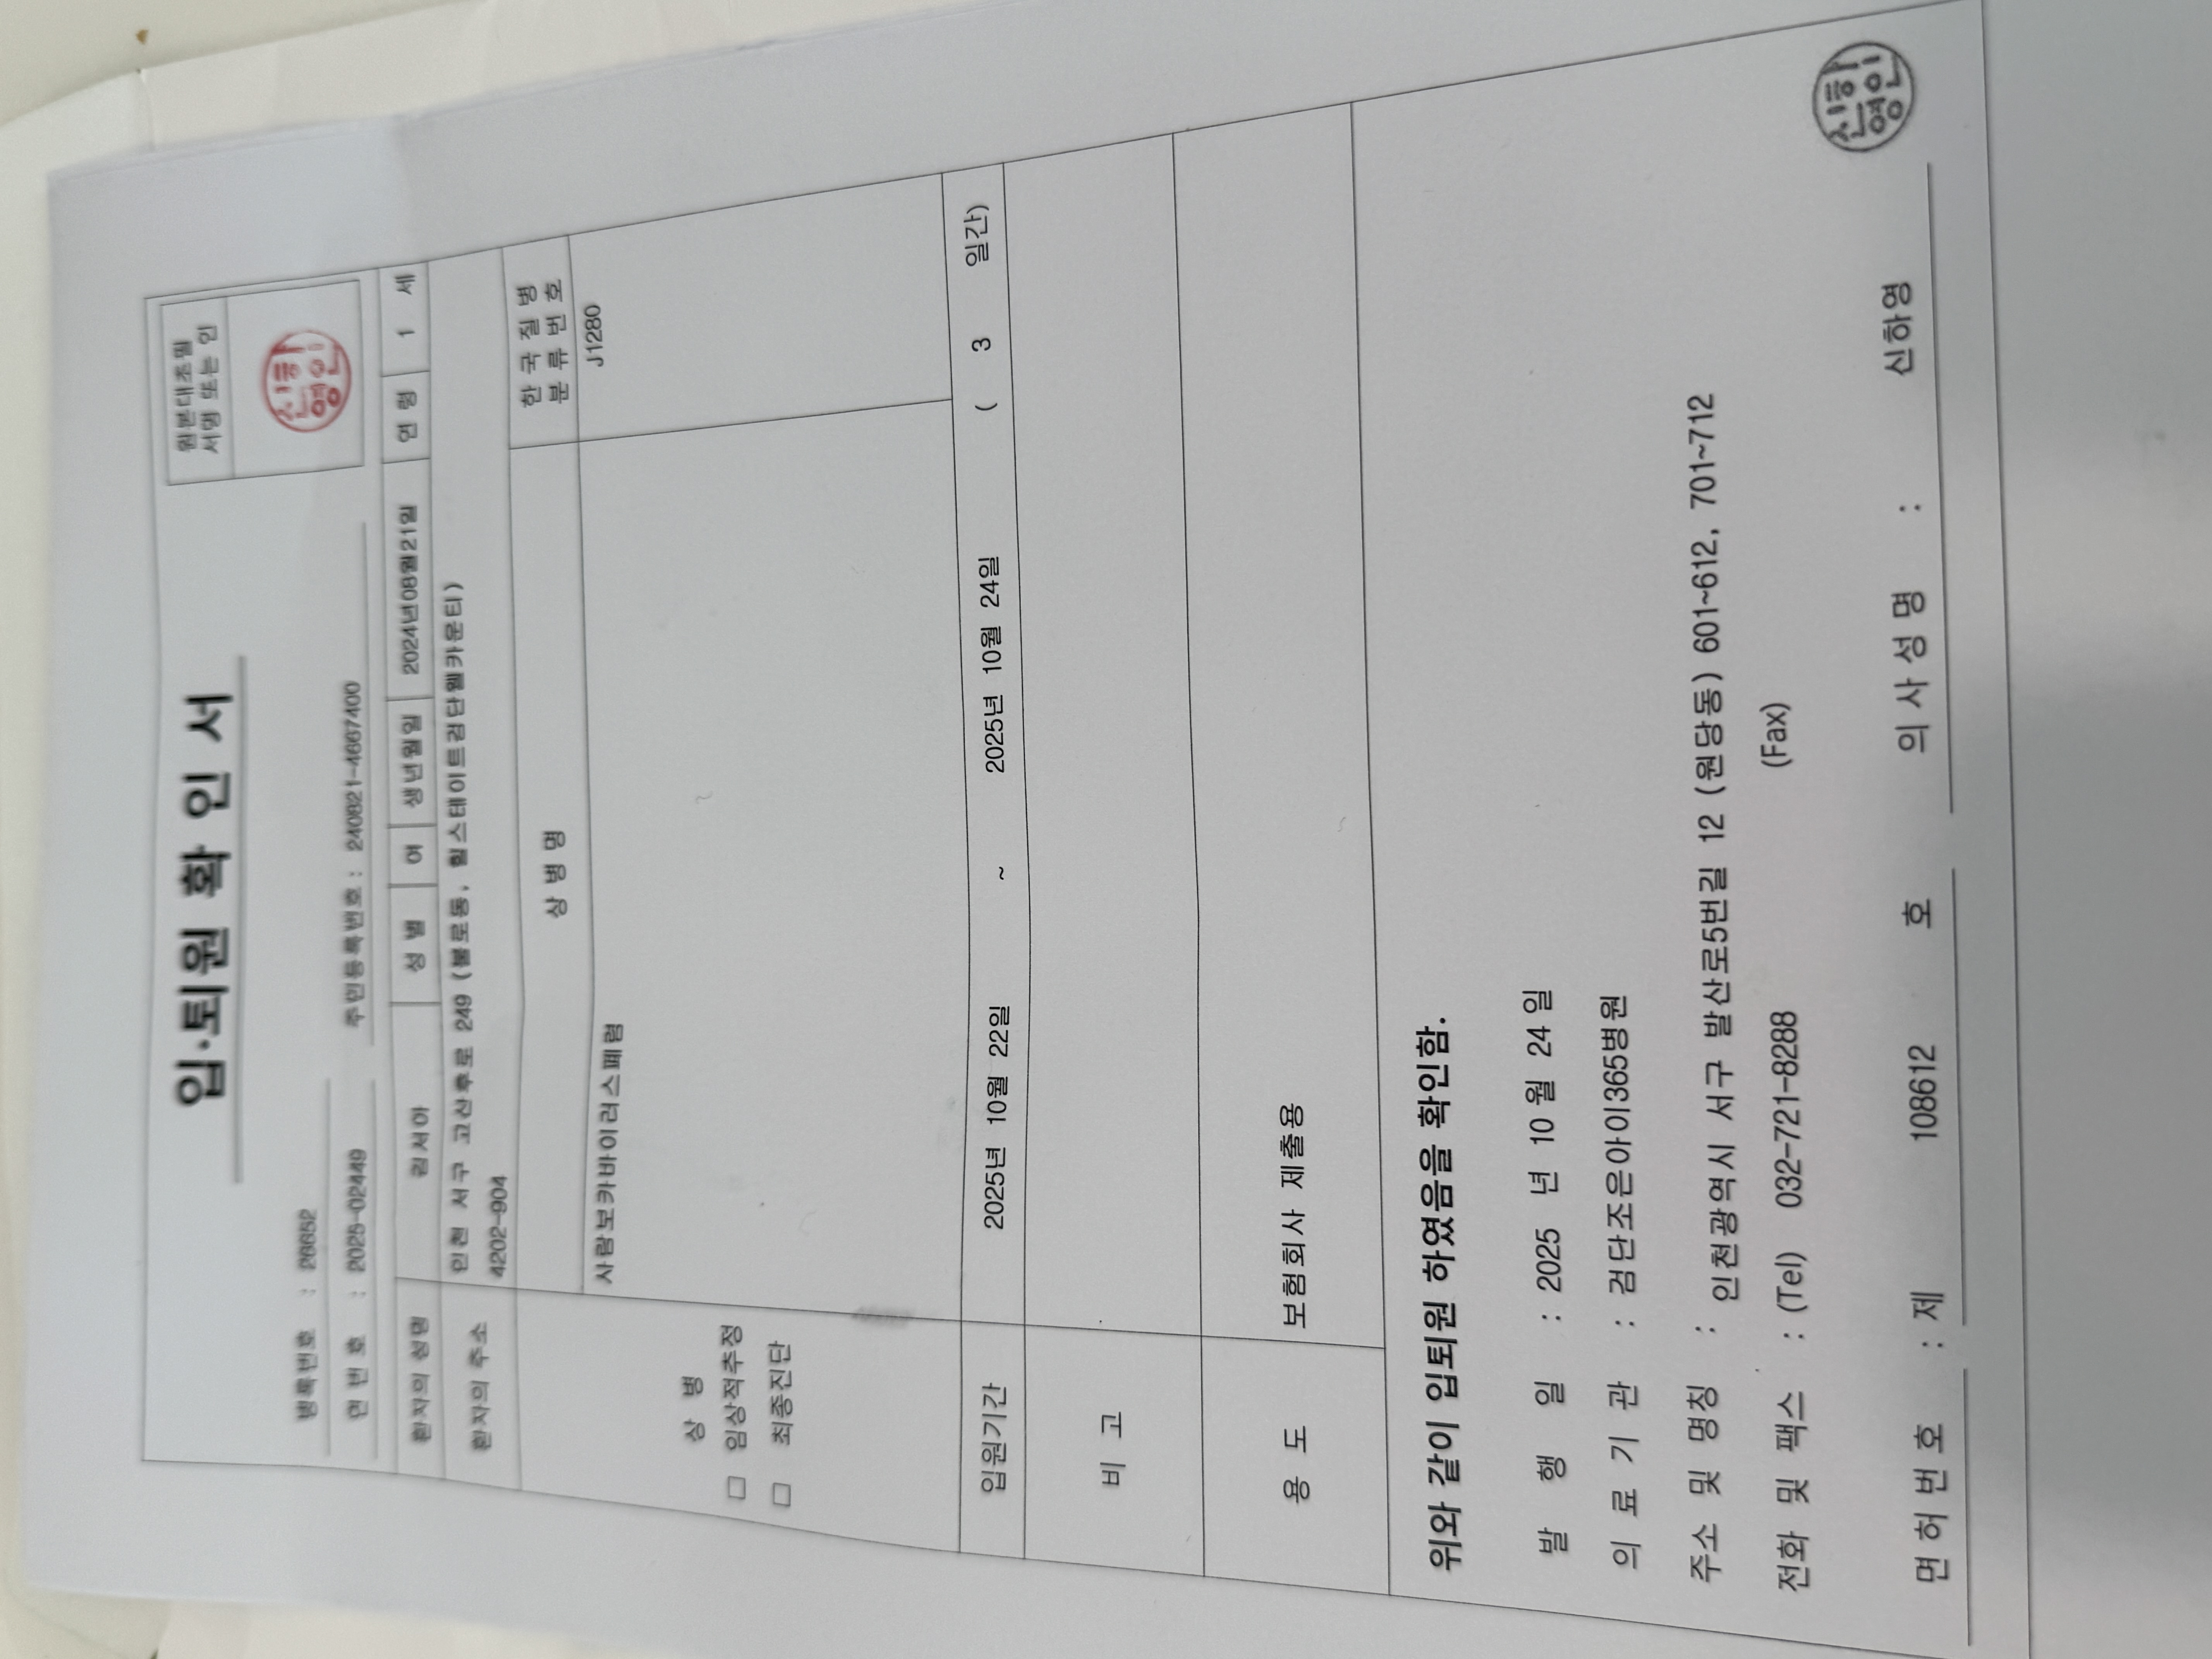 입·퇴원 확인서
원본대조필
서명 또는 인
신하영인
병록번호 : 26652
연번호 : 2025-02449
주민등록번호 : 240821-4667400
환자의 성명 김서아 성별 여 생년월일 2024년08월21일 연령 1 세
환자의 주소 인천 서구 고산후로 249 (불로동, 힐스테이트검단웰카운티)
4202-904
상병
□ 임상적추정
□ 최종진단
상병명
한국질병
분류번호
사람보카바이러스폐렴
J1280
입원기간 2025년 10월 22일 ~ 2025년 10월 24일 ( 3 일간)
비고
용도 보험회사 제출용
위와 같이 입퇴원 하였음을 확인함.
발행일 : 2025 년 10 월 24 일
의료기관 : 검단조은아이365병원
주소 및 명칭 : 인천광역시 서구 발산로5번길 12 (원당동) 601~612, 701~712
전화 및 팩스 : (Tel) 032-721-8288 (Fax)
면허번호 : 제 108612 호 의사성명 : 신하영
신하영인